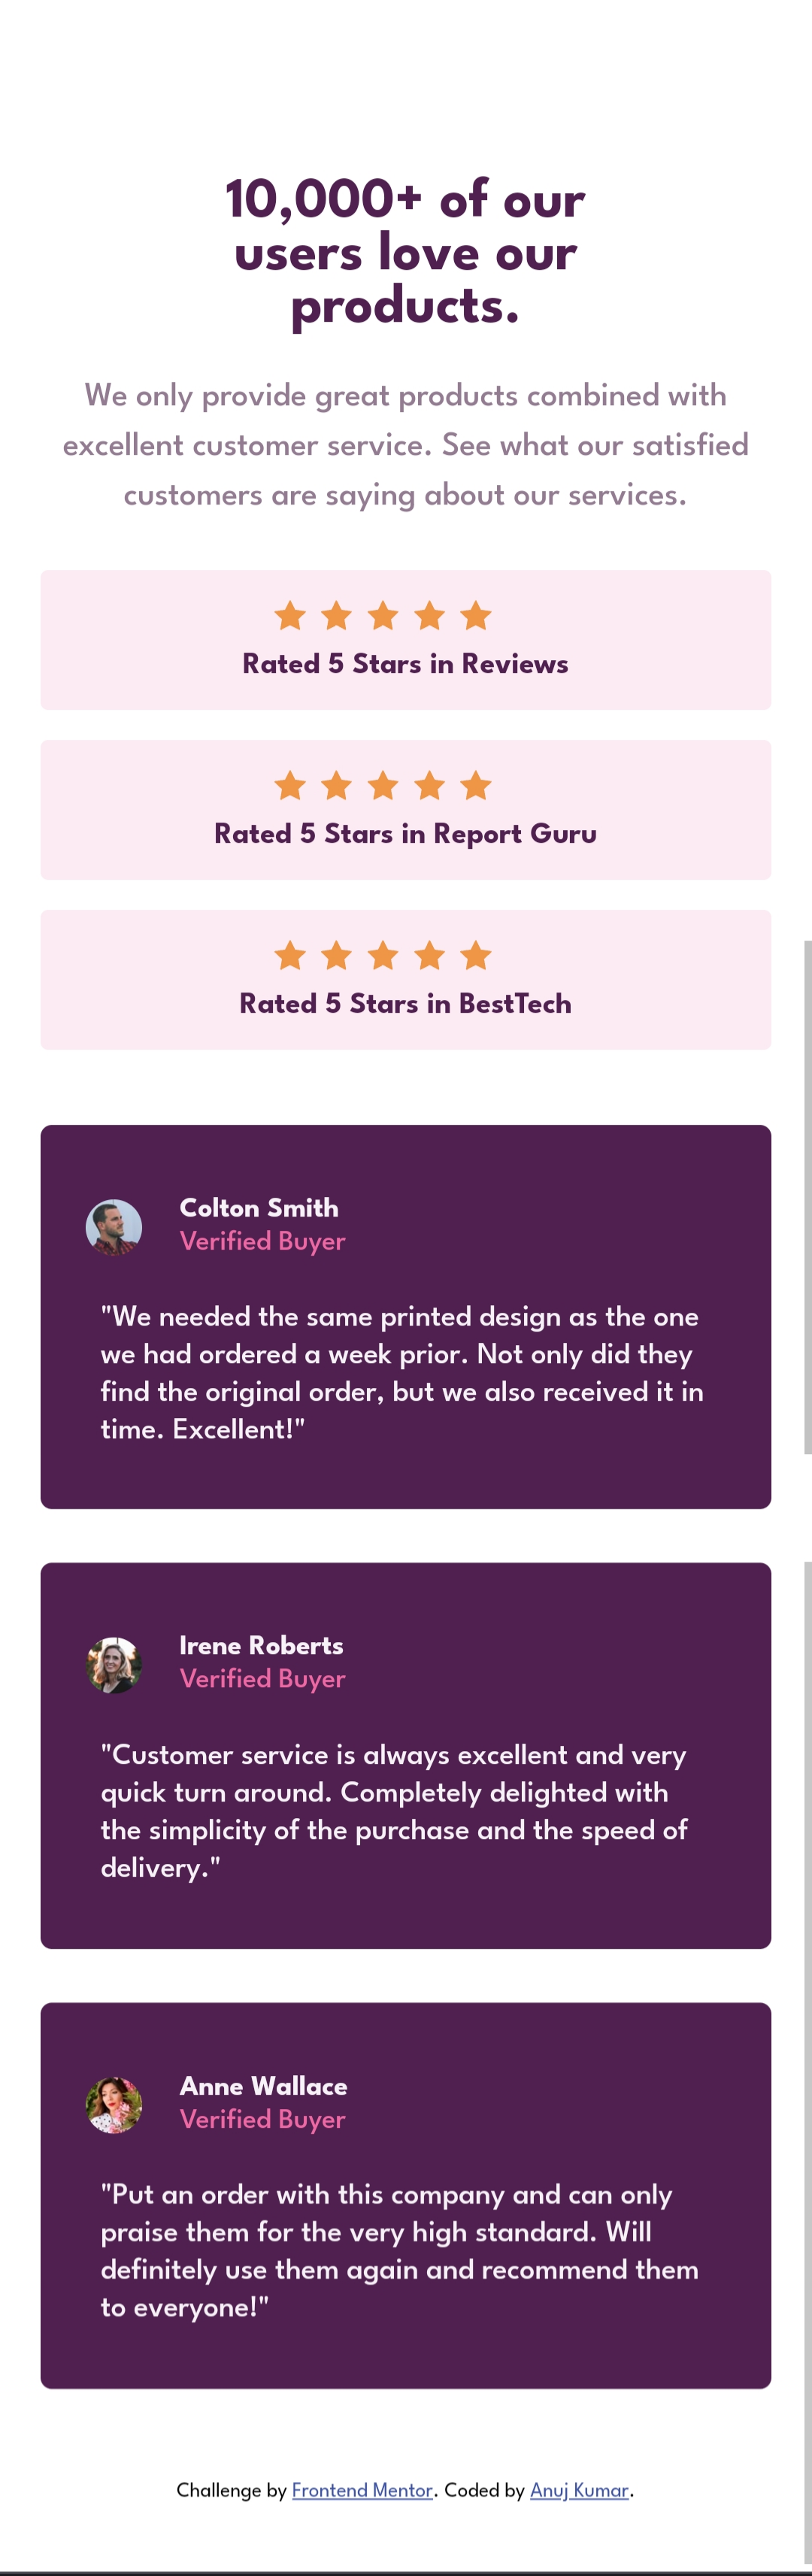 10,000+ of our
users love our
products.
We only provide great products combined with
excellent customer service. See what our satisfied
customers are saying about our services.
Rated 5 Stars in Reviews
Rated 5 Stars in Report Guru
Rated 5 Stars in BestTech
Colton Smith
Verified Buyer
"We needed the same printed design as the one
we had ordered a week prior. Not only did they
find the original order, but we also received it in
time. Excellent!"
Irene Roberts
Verified Buyer
"Customer service is always excellent and very
quick turn around. Completely delighted with
the simplicity of the purchase and the speed of
delivery."
Anne Wallace
Verified Buyer
"Put an order with this company and can only
praise them for the very high standard. Will
definitely use them again and recommend them
to everyone!"
Challenge by Frontend Mentor. Coded by Anuj Kumar.